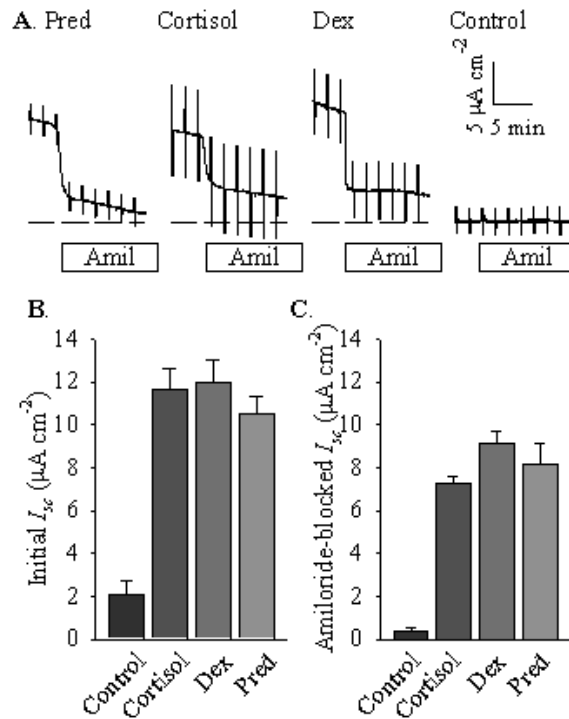 A. Pred Cortisol Dex Control
5 μA cm-2
5 min
Amil Amil Amil Amil
B.
Initial Isc (μA cm-2)
14
12
10
8
6
4
2
0
Control Cortisol Dex Pred
C.
Amiloride-blocked Isc (μA cm-2)
14
12
10
8
6
4
2
0
Control Cortisol Dex Pred